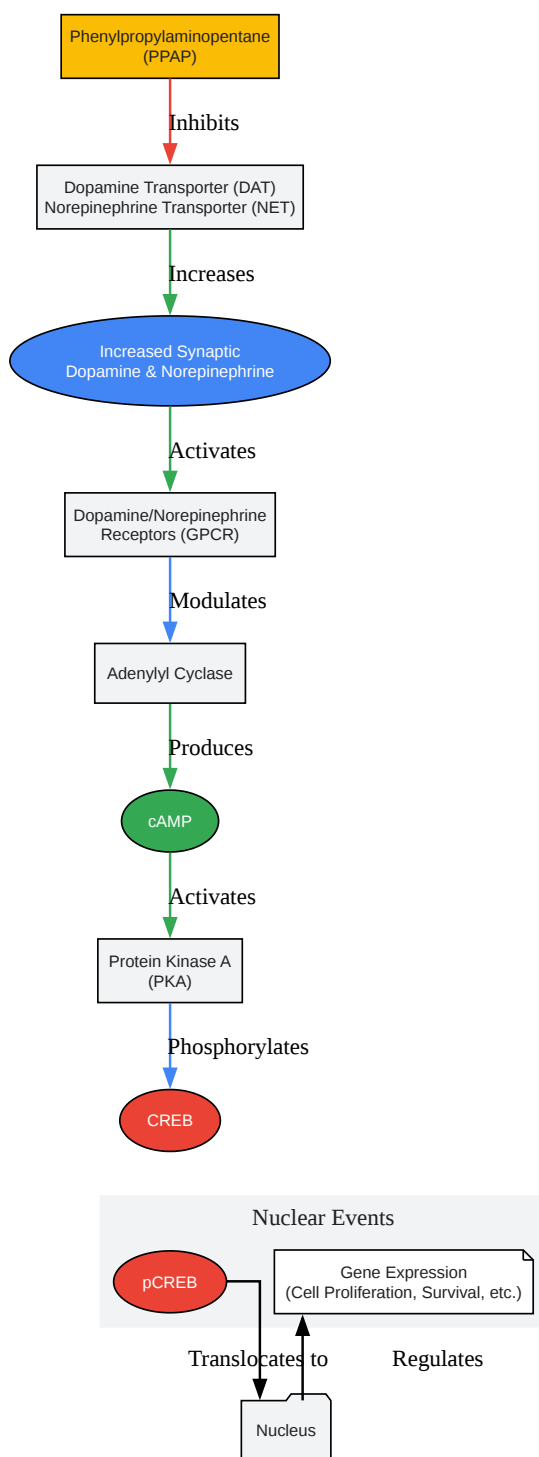 Phenylpropylaminopentane
(PPAP)
Inhibits
Dopamine Transporter (DAT)
Norepinephrine Transporter (NET)
Increases
Increased Synaptic
Dopamine & Norepinephrine
Activates
Dopamine/Norepinephrine
Receptors (GPCR)
Modulates
Adenylyl Cyclase
Produces
cAMP
Activates
Protein Kinase A
(PKA)
Phosphorylates
CREB
Nuclear Events
pCREB
Gene Expression
(Cell Proliferation, Survival, etc.)
Translocates to
Regulates
Nucleus